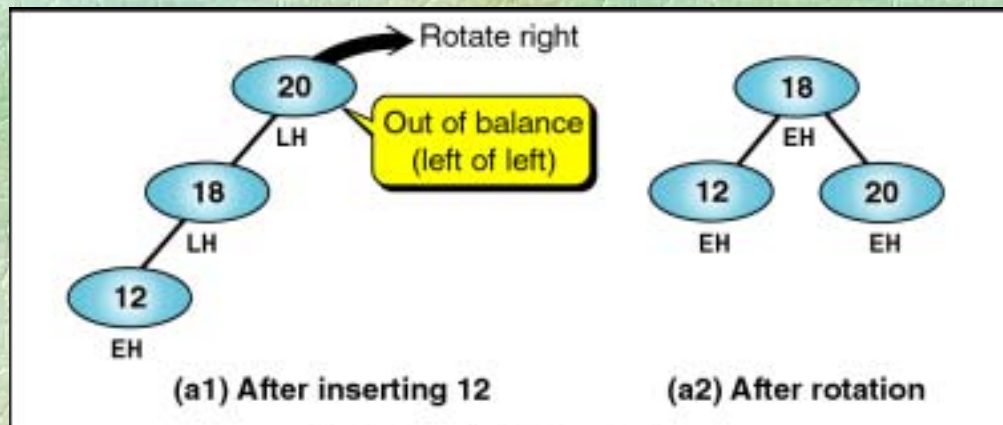 Rotate right
20
LH
Out of balance
(left of left)
18
LH
12
EH
(a1) After inserting 12
18
EH
12
EH
20
EH
(a2) After rotation